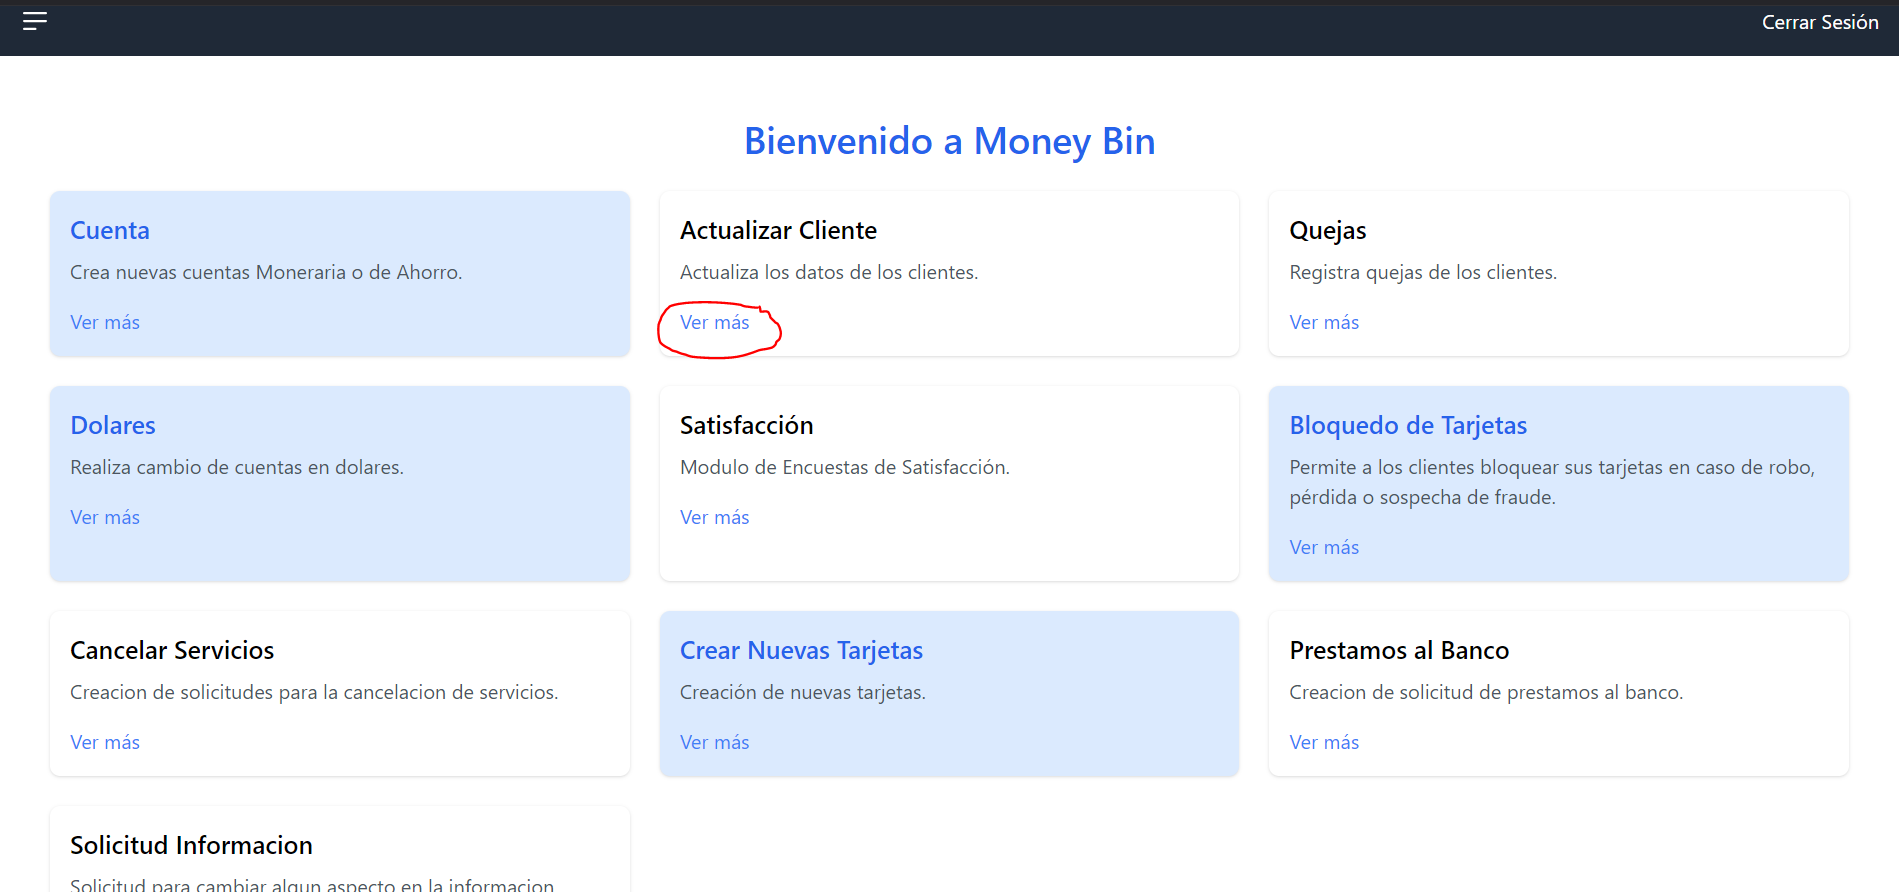 Cerrar Sesión
Bienvenido a Money Bin
Cuenta
Crea nuevas cuentas Moneraria o de Ahorro.
Ver más
Actualizar Cliente
Actualiza los datos de los clientes.
Ver más
Quejas
Registra quejas de los clientes.
Ver más
Dolares
Realiza cambio de cuentas en dolares.
Ver más
Satisfacción
Modulo de Encuestas de Satisfacción.
Ver más
Bloquedo de Tarjetas
Permite a los clientes bloquear sus tarjetas en caso de robo,
pérdida o sospecha de fraude.
Ver más
Cancelar Servicios
Creacion de solicitudes para la cancelacion de servicios.
Ver más
Crear Nuevas Tarjetas
Creación de nuevas tarjetas.
Ver más
Prestamos al Banco
Creacion de solicitud de prestamos al banco.
Ver más
Solicitud Informacion
Solicitud para cambiar algun aspecto en la informacion